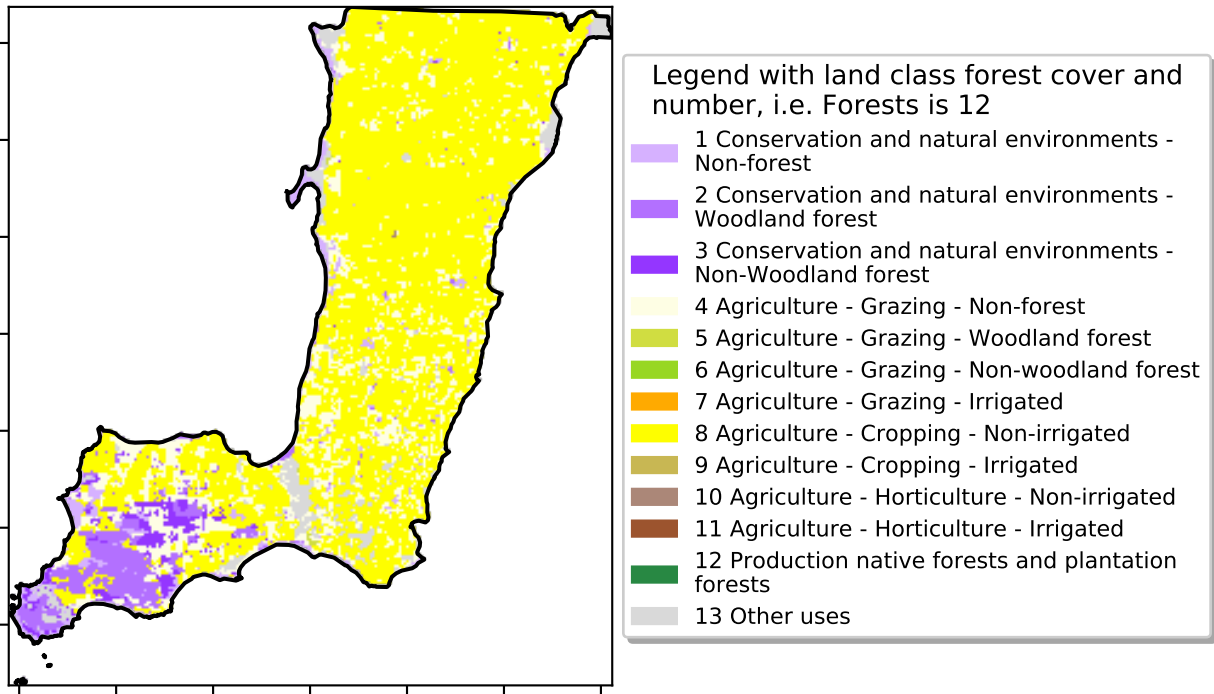 Legend with land class forest cover and
number, i.e. Forests is 12
1 Conservation and natural environments -
Non-forest
2 Conservation and natural environments -
Woodland forest
3 Conservation and natural environments -
Non-Woodland forest
4 Agriculture - Grazing - Non-forest
5 Agriculture - Grazing - Woodland forest
6 Agriculture - Grazing - Non-woodland forest
7 Agriculture - Grazing - Irrigated
8 Agriculture - Cropping - Non-irrigated
9 Agriculture - Cropping - Irrigated
10 Agriculture - Horticulture - Non-irrigated
11 Agriculture - Horticulture - Irrigated
12 Production native forests and plantation
forests
13 Other uses